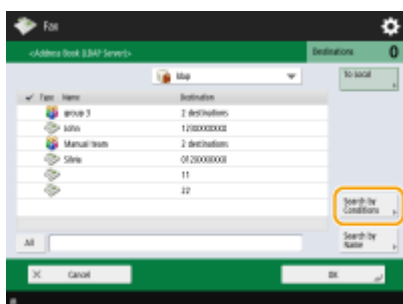 Fax
<Address Book (LDAP Server)>
Destinations 0
ldap
To Local
Type Name Destination
group 3 2 destinations
John 1200000000
Manual team 2 destinations
Silvia 0120000000
11
22
Search by Conditions
All
Search by Name
Cancel
OK